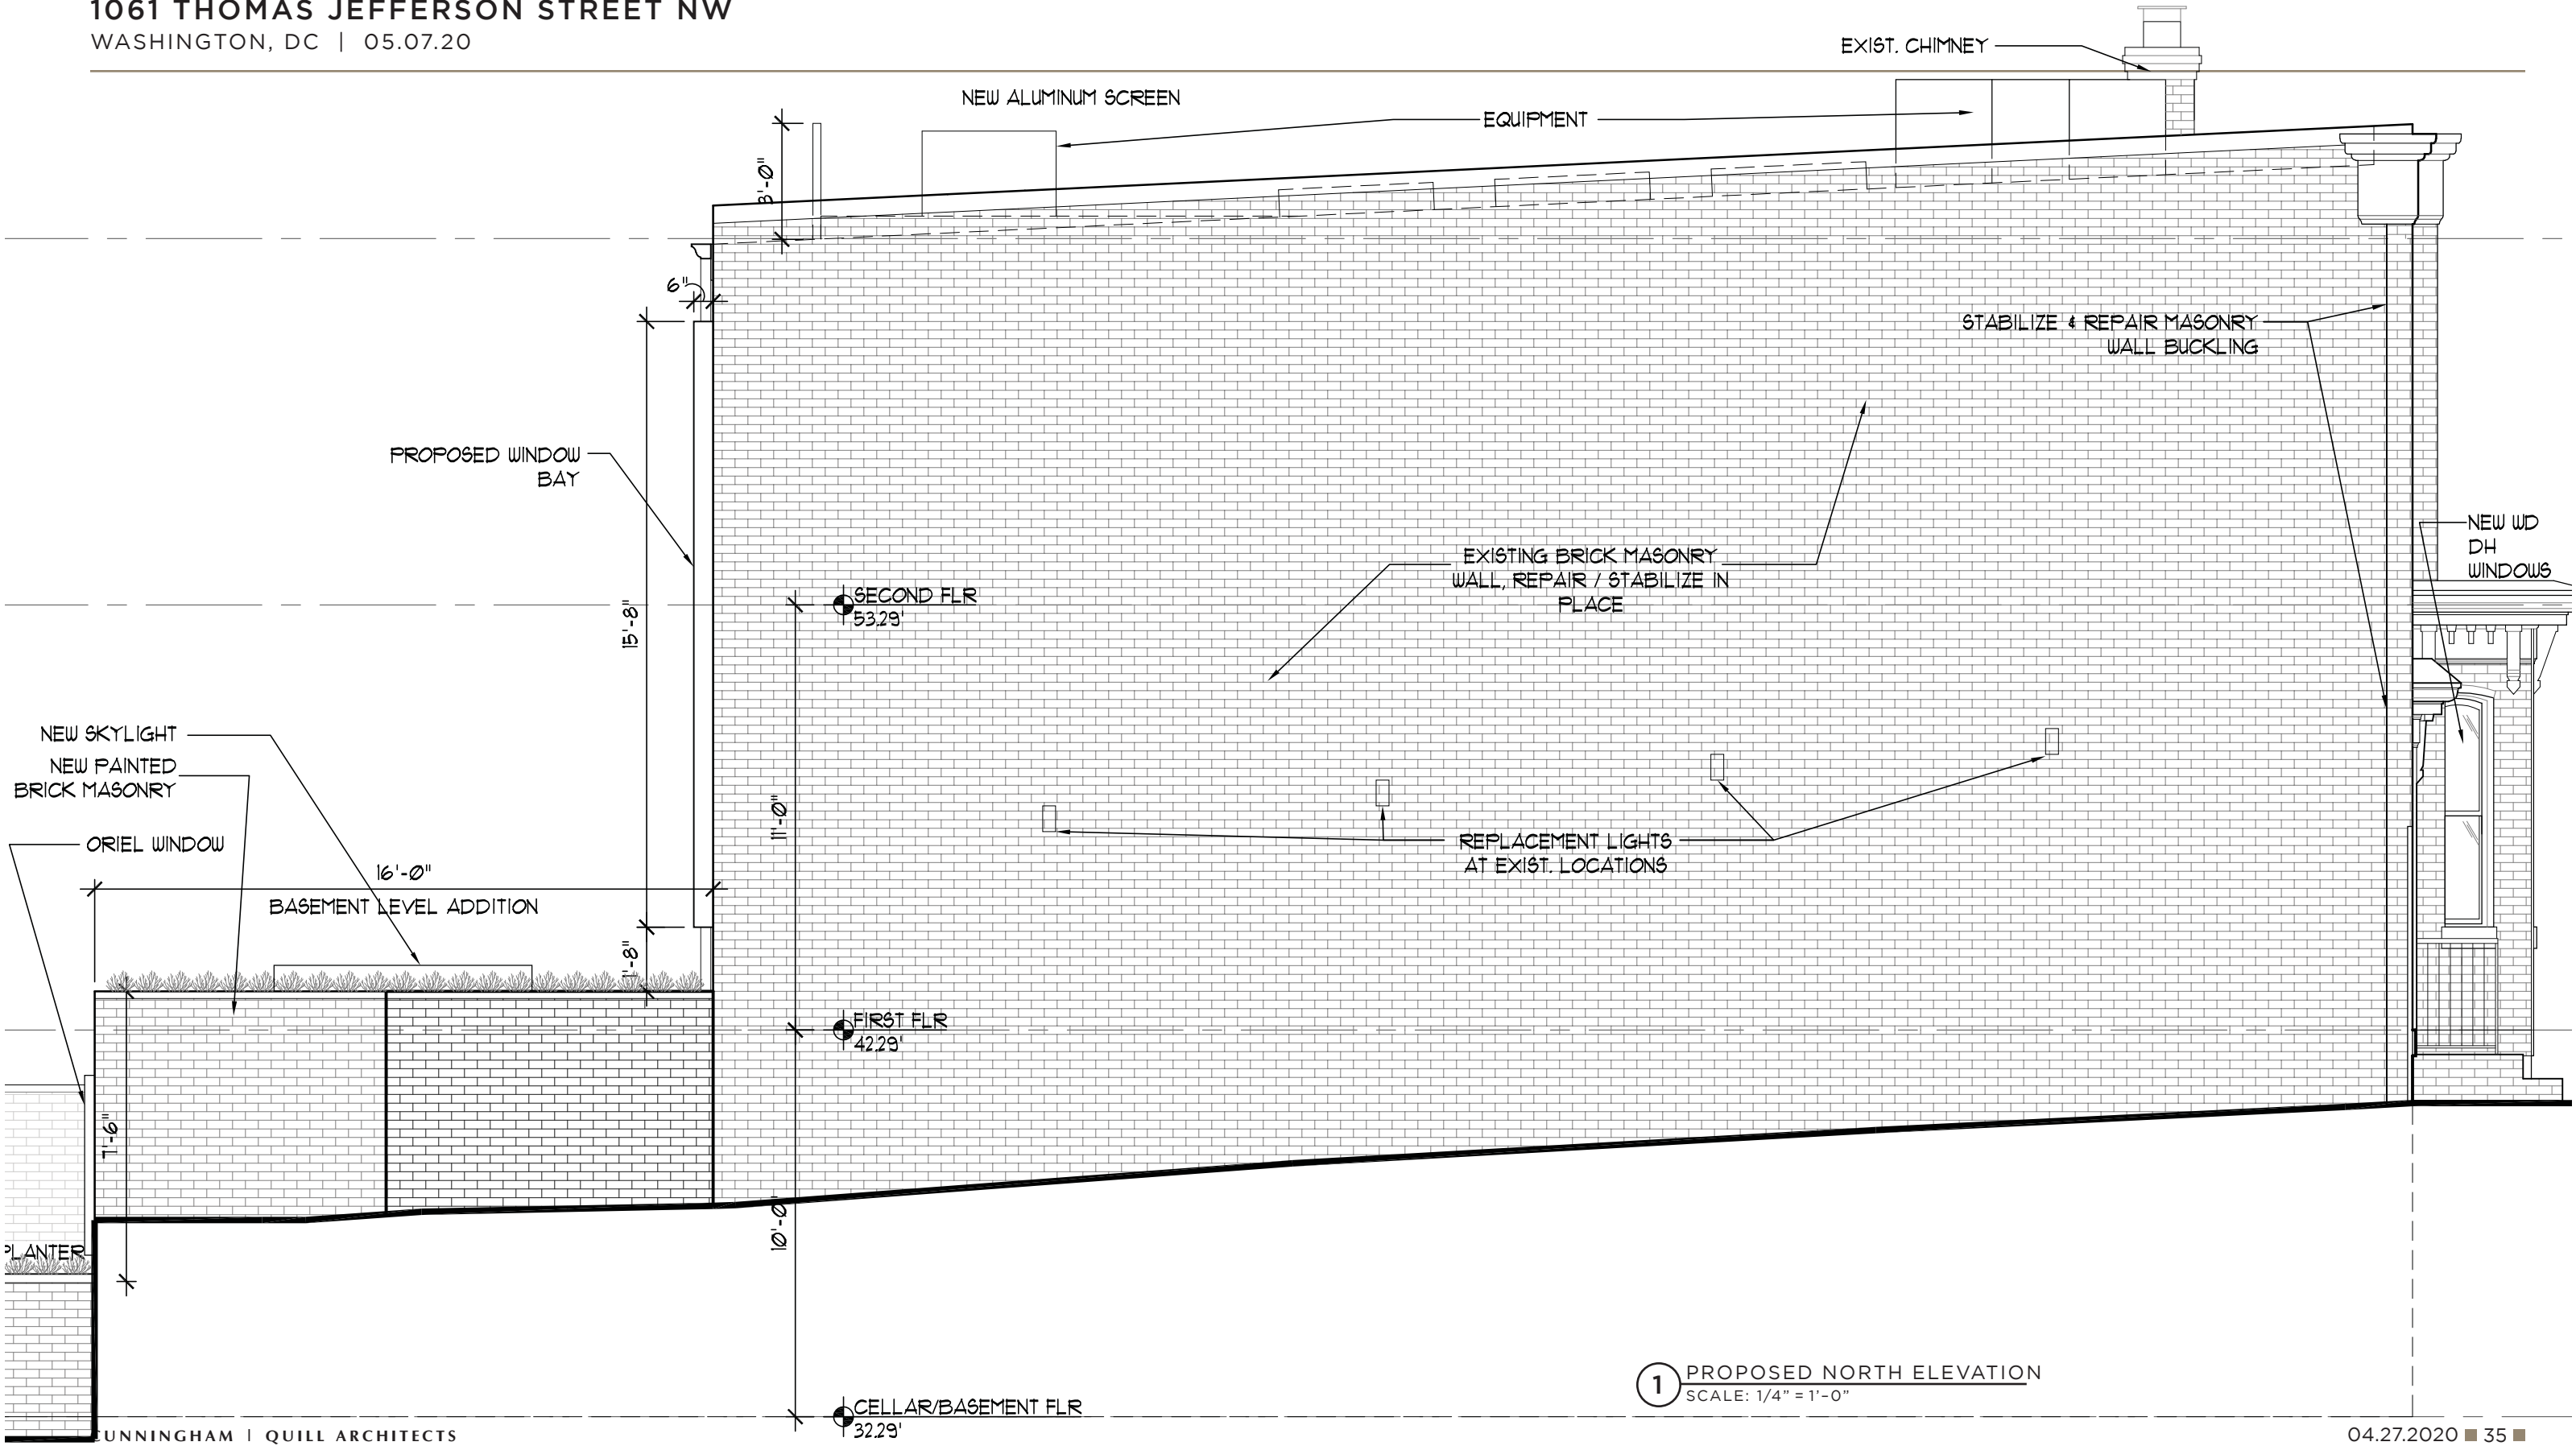 1061 THOMAS JEFFERSON STREET NW
WASHINGTON, DC | 05.07.20
EXIST. CHIMNEY
NEW ALUMINUM SCREEN
EQUIPMENT
3'-0"
6"
STABILIZE & REPAIR MASONRY
WALL BUCKLING
PROPOSED WINDOW
BAY
NEW WD
DH
WINDOWS
EXISTING BRICK MASONRY
WALL, REPAIR / STABILIZE IN
PLACE
SECOND FLR
53.29'
15'-8"
NEW SKYLIGHT
NEW PAINTED
BRICK MASONRY
ORIEL WINDOW
11'-0"
REPLACEMENT LIGHTS
AT EXIST. LOCATIONS
16'-0"
BASEMENT LEVEL ADDITION
1'-8"
FIRST FLR
42.29'
7'-6"
10'-0"
PLANTER
1
PROPOSED NORTH ELEVATION
SCALE: 1/4" = 1'-0"
CELLAR/BASEMENT FLR
32.29'
CUNNINGHAM | QUILL ARCHITECTS
04.27.2020 35